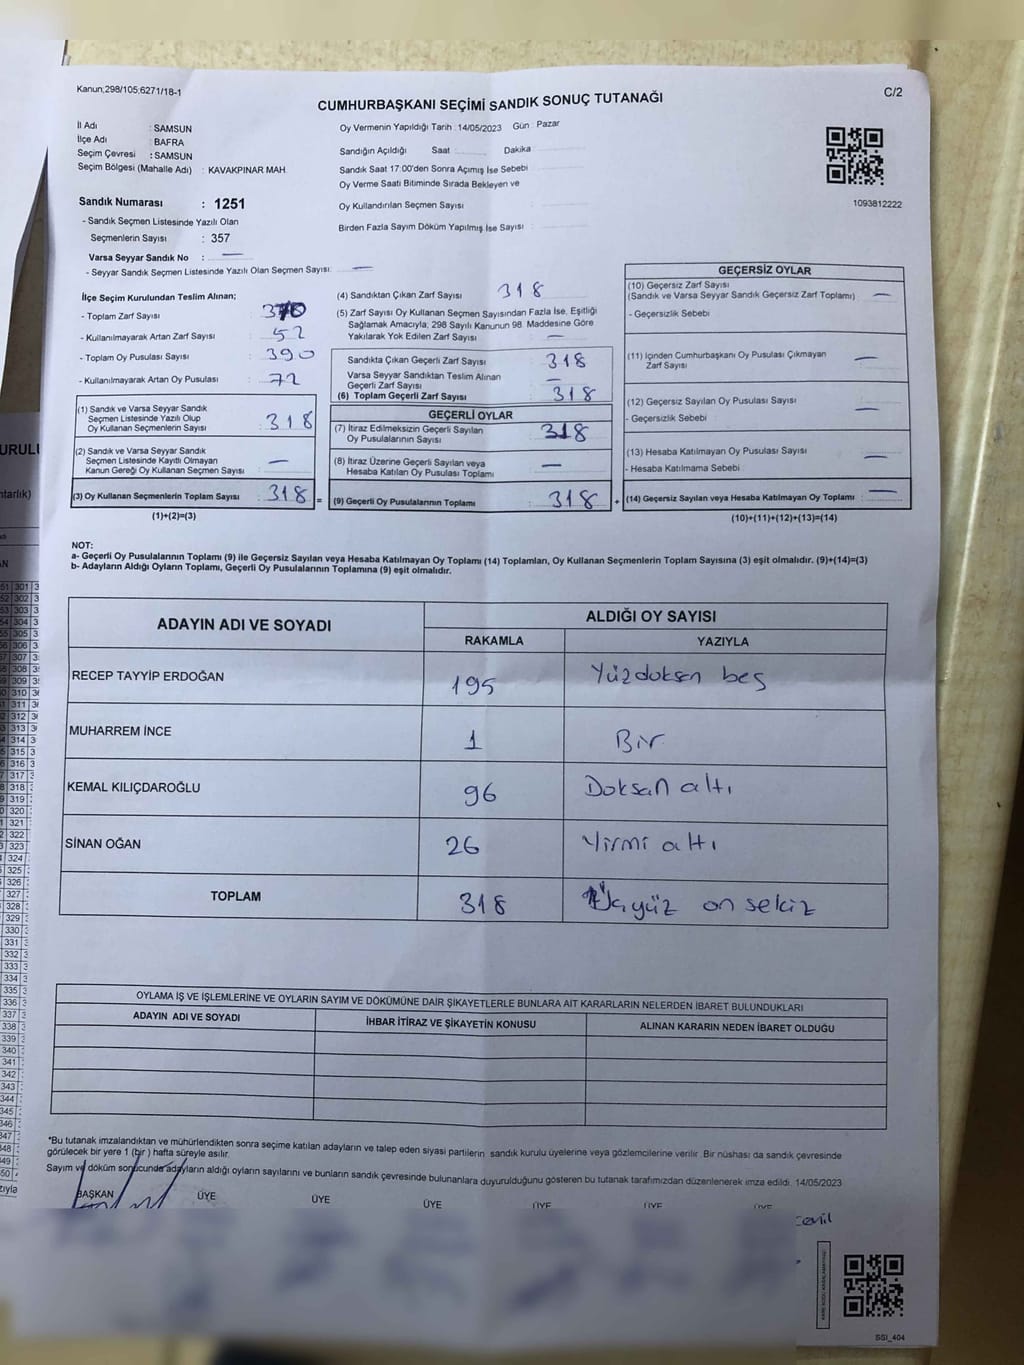 Kanun;298/105;6271/18-1
C/2
CUMHURBAŞKANI SEÇİMİ SANDIK SONUÇ TUTANAĞI
İl Adı : SAMSUN
İlçe Adı : BAFRA
Seçim Çevresi : SAMSUN
Seçim Bölgesi (Mahalle Adı) : KAVAKPINAR MAH.
Oy Vermenin Yapıldığı Tarih : 14/05/2023 Gün : Pazar
Sandığın Açıldığı Saat Dakika
Sandık Saat 17:00'den Sonra Açımış İse Sebebi
Oy Verme Saati Bitiminde Sırada Bekleyen ve
Oy Kullandırılan Seçmen Sayısı
Birden Fazla Sayım Döküm Yapılmış İse Sayısı
1093812222
Sandık Numarası : 1251
- Sandık Seçmen Listesinde Yazılı Olan
Seçmenlerin Sayısı : 357
Varsa Seyyar Sandık No : —
- Seyyar Sandık Seçmen Listesinde Yazılı Olan Seçmen Sayısı: —
İlçe Seçim Kurulundan Teslim Alınan;
- Toplam Zarf Sayısı : 370
- Kullanılmayarak Artan Zarf Sayısı : 52
- Toplam Oy Pusulası Sayısı : 390
- Kullanılmayarak Artan Oy Pusulası : 72
(1) Sandık ve Varsa Seyyar Sandık
Seçmen Listesinde Yazılı Olup
Oy Kullanan Seçmenlerin Sayısı : 318
(2) Sandık ve Varsa Seyyar Sandık
Seçmen Listesinde Kayıtlı Olmayan
Kanun Gereği Oy Kullanan Seçmen Sayısı : —
(3) Oy Kullanan Seçmenlerin Toplam Sayısı : 318 =
(1)+(2)=(3)
(4) Sandıktan Çıkan Zarf Sayısı 318
(5) Zarf Sayısı Oy Kullanan Seçmen Sayısından Fazla İse, Eşitliği
Sağlamak Amacıyla; 298 Sayılı Kanunun 98. Maddesine Göre
Yakılarak Yok Edilen Zarf Sayısı —
Sandıkta Çıkan Geçerli Zarf Sayısı 318
Varsa Seyyar Sandıktan Teslim Alınan
Geçerli Zarf Sayısı —
(6) Toplam Geçerli Zarf Sayısı 318
GEÇERLİ OYLAR
(7) İtiraz Edilmeksizin Geçerli Sayılan
Oy Pusulalarının Sayısı 318
(8) İtiraz Üzerine Geçerli Sayılan veya
Hesaba Katılan Oy Pusulası Toplamı —
(9) Geçerli Oy Pusulalarının Toplamı 318 +
GEÇERSİZ OYLAR
(10) Geçersiz Zarf Sayısı
(Sandık ve Varsa Seyyar Sandık Geçersiz Zarf Toplamı) : —
- Geçersizlik Sebebi
(11) İçinden Cumhurbaşkanı Oy Pusulası Çıkmayan
Zarf Sayısı —
(12) Geçersiz Sayılan Oy Pusulası Sayısı : —
- Geçersizlik Sebebi
(13) Hesaba Katılmayan Oy Pusulası Sayısı : —
- Hesaba Katılmama Sebebi
(14) Geçersiz Sayılan veya Hesaba Katılmayan Oy Toplamı : —
(10)+(11)+(12)+(13)=(14)
NOT:
a- Geçerli Oy Pusulalarının Toplamı (9) ile Geçersiz Sayılan veya Hesaba Katılmayan Oy Toplamı (14) Toplamları, Oy Kullanan Seçmenlerin Toplam Sayısına (3) eşit olmalıdır. (9)+(14)=(3)
b- Adayların Aldığı Oyların Toplamı, Geçerli Oy Pusulalarının Toplamına (9) eşit olmalıdır.
ADAYIN ADI VE SOYADI
ALDIĞI OY SAYISI
RAKAMLA YAZIYLA
RECEP TAYYİP ERDOĞAN 195 Yüzdoksen beş
MUHARREM İNCE 1 Bir
KEMAL KILIÇDAROĞLU 96 Doksan altı
SİNAN OĞAN 26 Yirmi altı
TOPLAM 318 Üçyüz on sekiz
OYLAMA İŞ VE İŞLEMLERİNE VE OYLARIN SAYIM VE DÖKÜMÜNE DAİR ŞİKAYETLERLE BUNLARA AİT KARARLARIN NELERDEN İBARET BULUNDUKLARI
ADAYIN ADI VE SOYADI İHBAR İTİRAZ VE ŞİKAYETİN KONUSU ALINAN KARARIN NEDEN İBARET OLDUĞU
*Bu tutanak imzalandıktan ve mühürlendikten sonra seçime katılan adayların ve talep eden siyasi partilerin sandık kurulu üyelerine veya gözlemcilerine verilir. Bir nüshası da sandık çevresinde
görülecek bir yere 1 (bir ) hafta süreyle asılır.
Sayım ve döküm sonucunda adayların aldığı oyların sayılarını ve bunların sandık çevresinde bulunanlara duyurulduğunu gösteren bu tutanak tarafımızdan düzenlenerek imza edildi. 14/05/2023
BAŞKAN ÜYE ÜYE ÜYE ÜYE ÜYE ÜYE
SSI_404